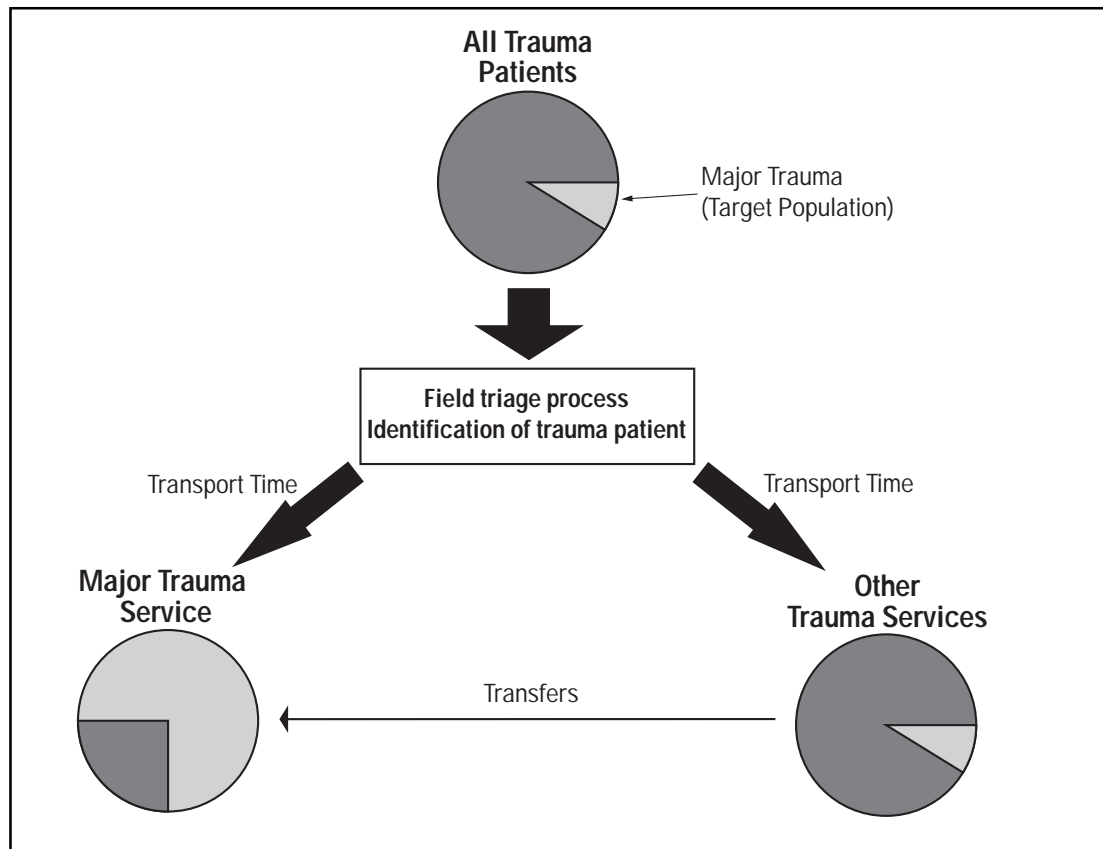 All Trauma
Patients
Major Trauma
(Target Population)
Field triage process
Identification of trauma patient
Transport Time
Transport Time
Major Trauma
Service
Other
Trauma Services
Transfers